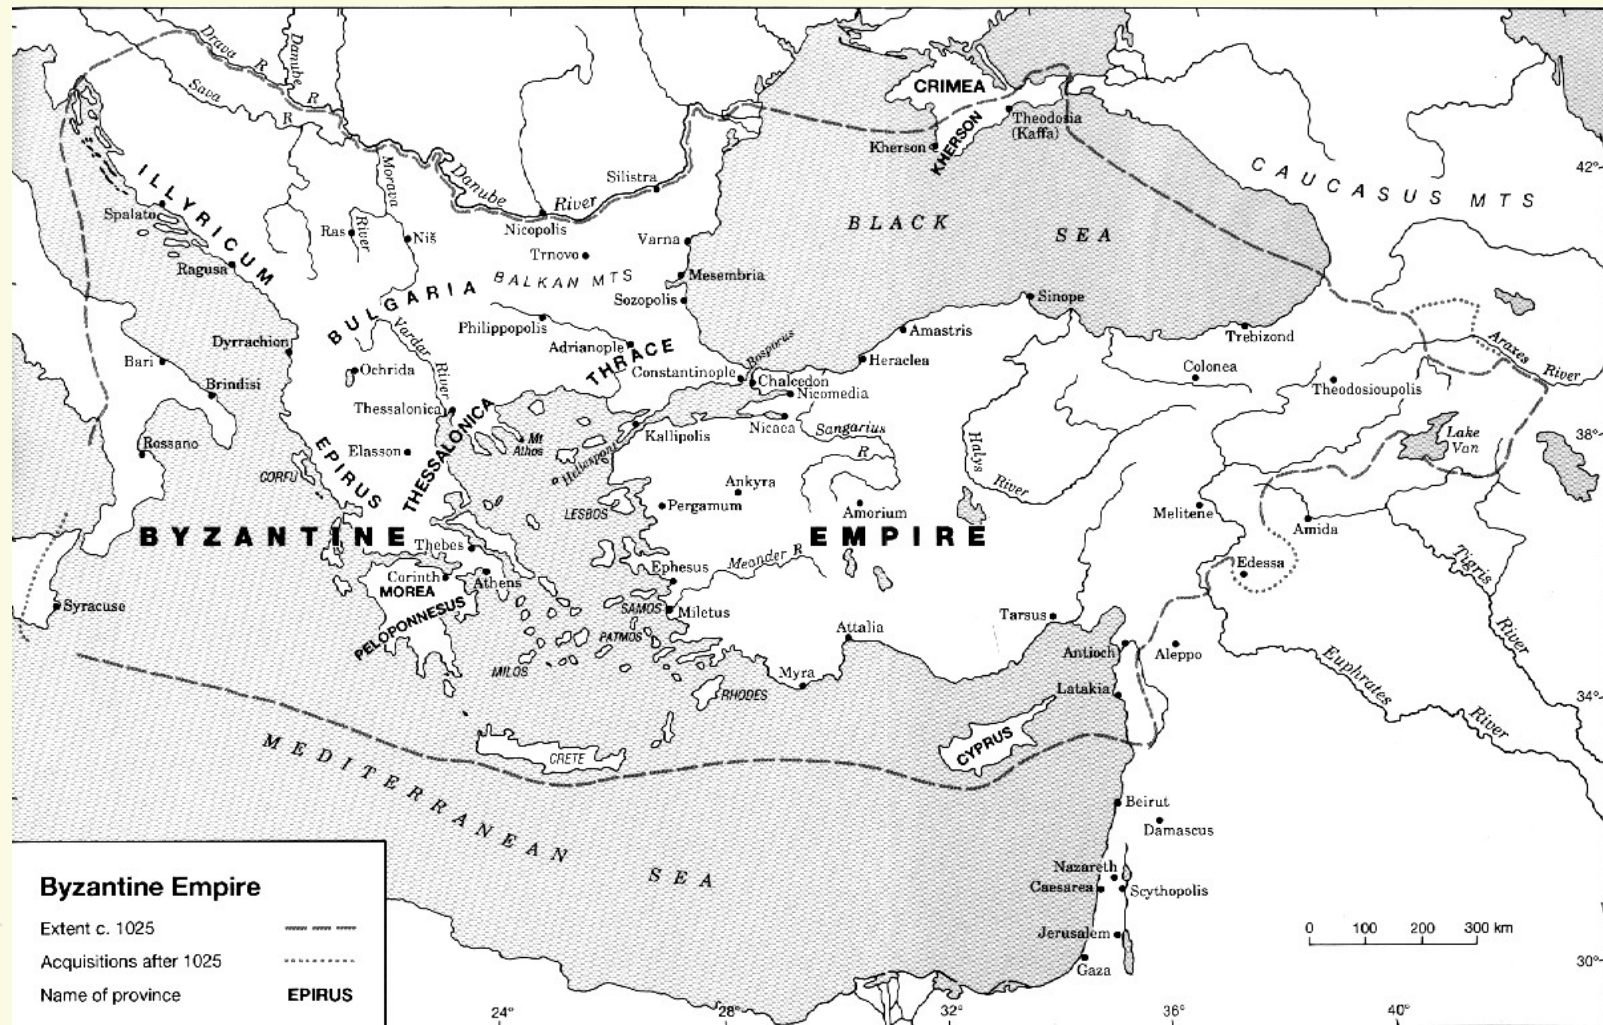 Drava
R
Danube
R
Sava
R
CRIMEA
Theodosia
(Kaffa)
KHERSON
Kherson
CAUCASUS MTS
42°
ILLYRICUM
Morava
River
Danube
River
Silistra
Spalato
Ras
Niš
Nicopolis
BLACK
SEA
Varna
Trnovo
Ragusa
BALKAN MTS
Mesembria
BULGARIA
Sozopolis
Sinope
Philippopolis
Vardar
River
Amastris
Trebizond
Dyrrachion
Adrianople
THRACE
Bosporus
Araxes
River
Bari
Ochrida
Constantinople
Heraclea
Colonea
Chalcedon
Theodosioupolis
Brindisi
Nicomedia
Thessalonica
Kallipolis
Nicaea
Sangarius
R
Lake
Van
38°
Rossano
THESSALONICA
Mt
Athos
Hellespont
Halys
River
EPIRUS
Elasson
CORFU
Ankyra
LESBOS
Pergamum
Amorium
Melitene
Amida
BYZANTINE
EMPIRE
Thebes
Meander R
Edessa
Tigris
River
Ephesus
Corinth
Athens
MOREA
Syracuse
PELOPONNESUS
SAMOS
Miletus
Tarsus
PATMOS
Attalia
Antioch
Aleppo
MILOS
Myra
Euphrates
River
RHODES
Latakia
34°
MEDITERRANEAN
SEA
CRETE
CYPRUS
Beirut
Damascus
Nazareth
Caesarea
Scythopolis
Jerusalem
Gaza
Byzantine Empire
Extent c. 1025
Acquisitions after 1025
Name of province EPIRUS
0 100 200 300 km
30°
24° 28° 32° 36° 40°